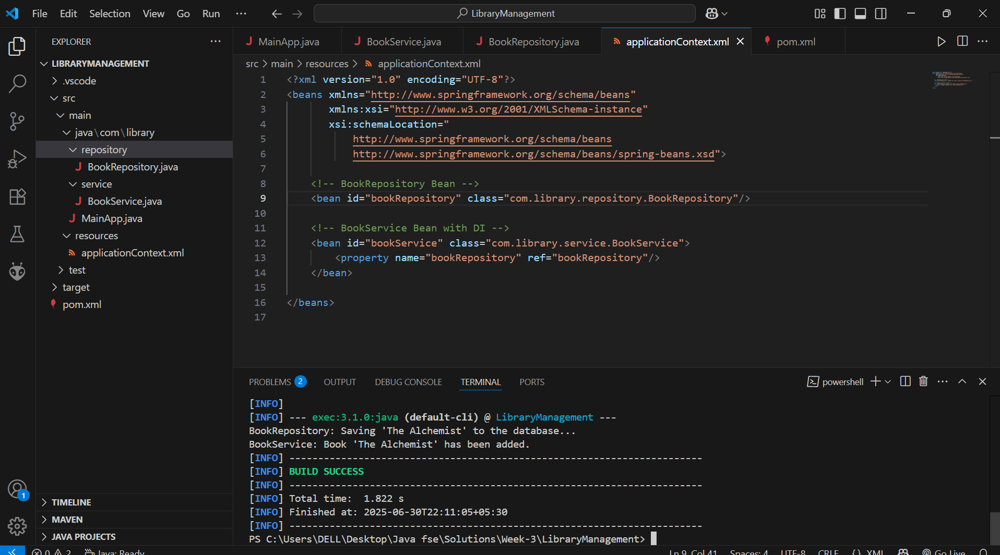 File Edit Selection View Go Run ··· LibraryManagement
EXPLORER ···
LIBRARYMANAGEMENT
.vscode
src
main
java\com\library
repository
BookRepository.java
service
BookService.java
MainApp.java
resources
applicationContext.xml
test
target
pom.xml
TIMELINE
MAVEN
JAVA PROJECTS
1
MainApp.java BookService.java BookRepository.java applicationContext.xml pom.xml
src > main > resources > applicationContext.xml
1 <?xml version="1.0" encoding="UTF-8"?>
2 <beans xmlns="http://www.springframework.org/schema/beans"
3 xmlns:xsi="http://www.w3.org/2001/XMLSchema-instance"
4 xsi:schemaLocation="
5 http://www.springframework.org/schema/beans
6 http://www.springframework.org/schema/beans/spring-beans.xsd">
7
8 <!-- BookRepository Bean -->
9 <bean id="bookRepository" class="com.library.repository.BookRepository"/>
10
11 <!-- BookService Bean with DI -->
12 <bean id="bookService" class="com.library.service.BookService">
13 <property name="bookRepository" ref="bookRepository"/>
14 </bean>
15
16 </beans>
17
PROBLEMS 2 OUTPUT DEBUG CONSOLE TERMINAL PORTS powershell
[INFO]
[INFO] --- exec:3.1.0:java (default-cli) @ LibraryManagement ---
BookRepository: Saving 'The Alchemist' to the database...
BookService: Book 'The Alchemist' has been added.
[INFO] ------------------------------------------------------------------------
[INFO] BUILD SUCCESS
[INFO] ------------------------------------------------------------------------
[INFO] Total time:  1.822 s
[INFO] Finished at: 2025-06-30T22:11:05+05:30
[INFO] ------------------------------------------------------------------------
PS C:\Users\DELL\Desktop\Java fse\Solutions\Week-3\LibraryManagement>
0 2 Java: Ready Ln 9, Col 41 Spaces: 4 UTF-8 CRLF {} XML Go Live